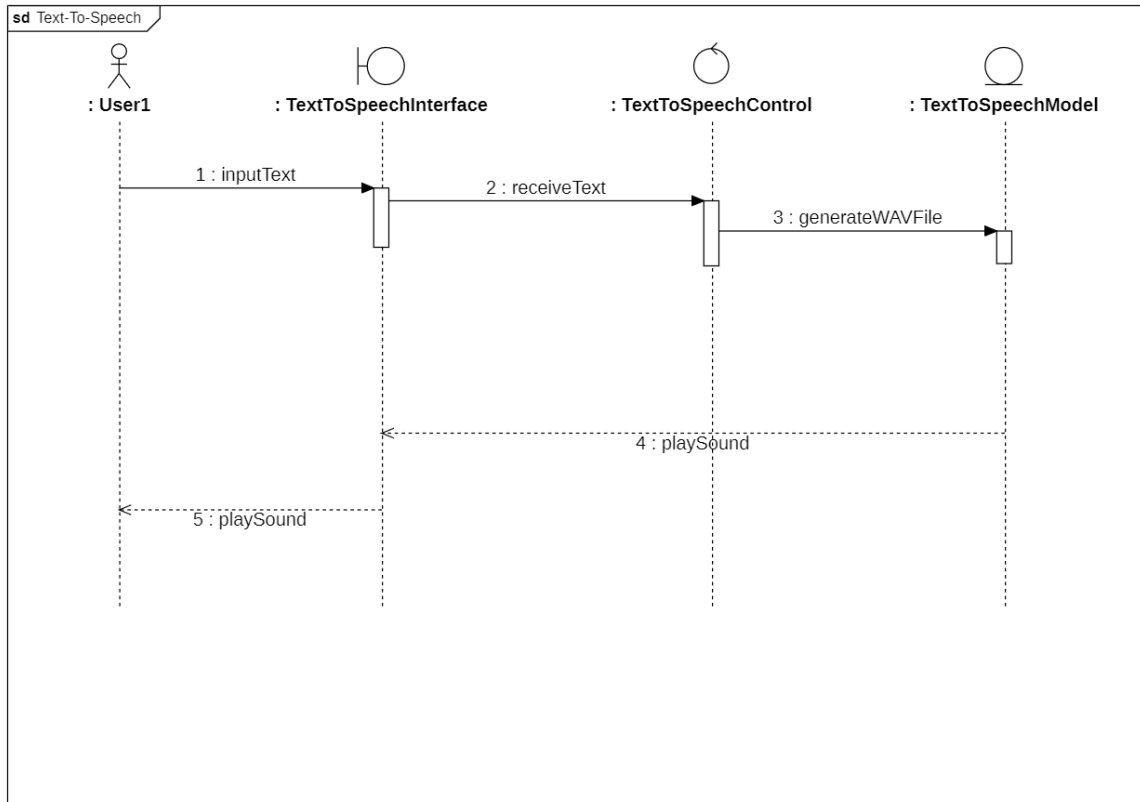 sd Text-To-Speech
: User1
: TextToSpeechInterface
: TextToSpeechControl
: TextToSpeechModel
1 : inputText
2 : receiveText
3 : generateWAVFile
4 : playSound
5 : playSound